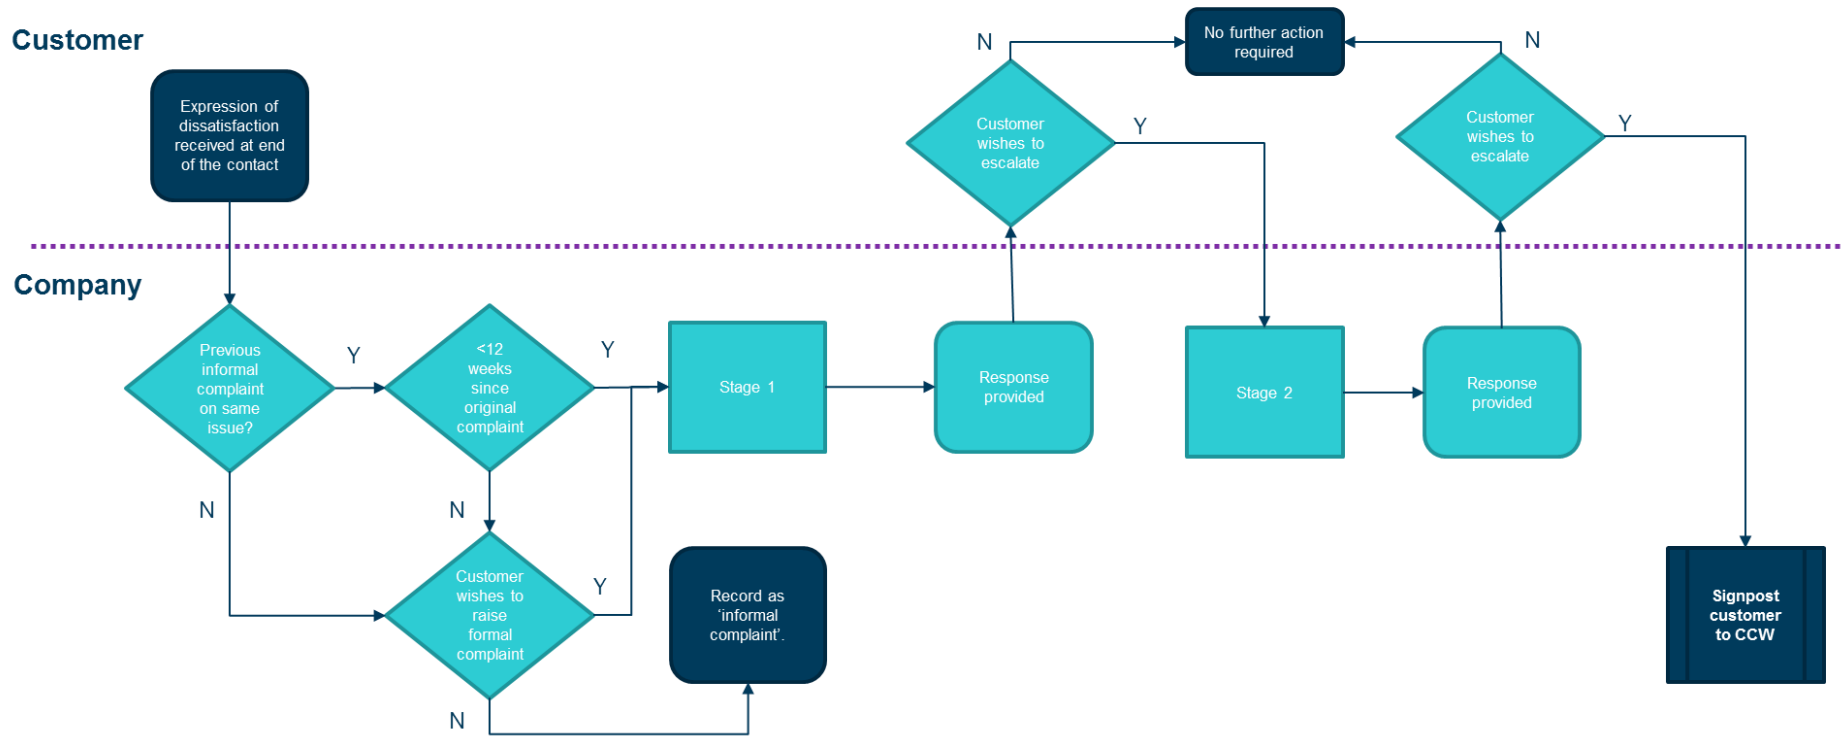 Customer
Expression of
dissatisfaction
received at end
of the contact
N
No further action
required
N
Customer
wishes to
escalate
Y
Customer
wishes to
escalate
Y
Company
Previous
informal
complaint
on same
issue?
Y
<12
weeks
since
original
complaint
Y
Stage 1
Response
provided
Stage 2
Response
provided
N
N
Customer
wishes to
raise
formal
complaint
Y
N
Record as
‘informal
complaint’.
Signpost
customer
to CCW